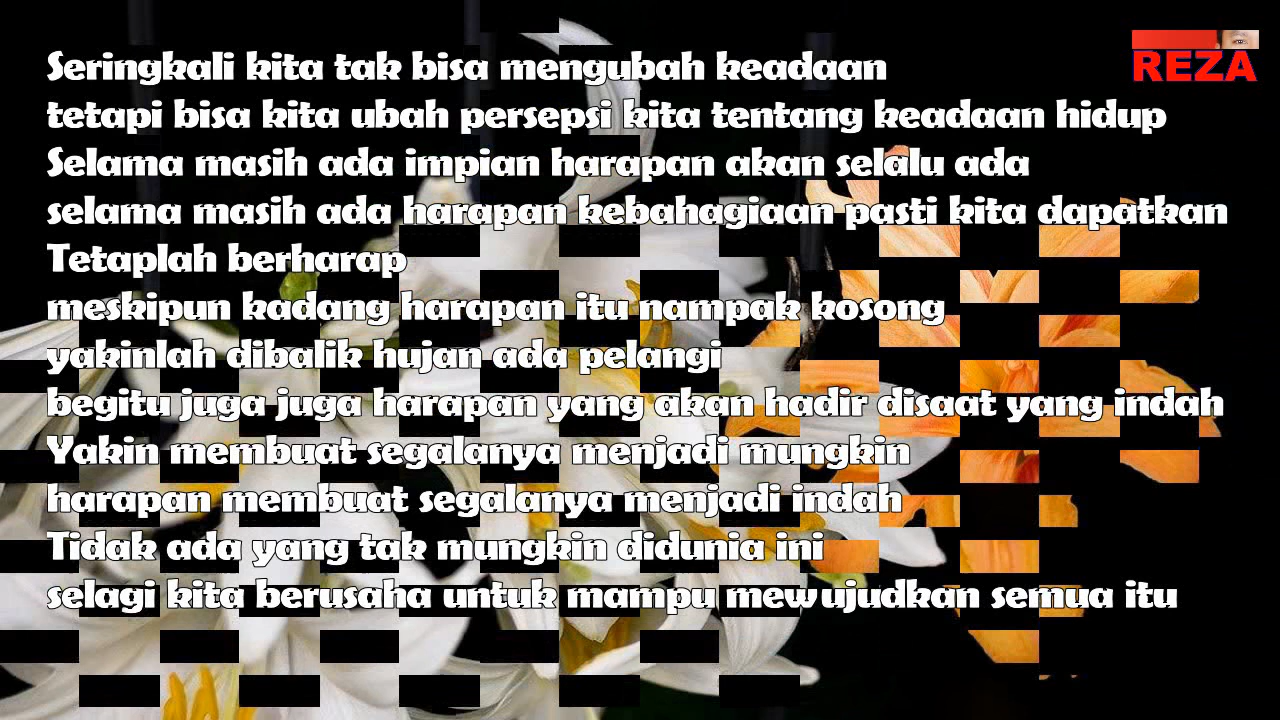 REZA
Seringkali kita tak bisa mengubah keadaan
tetapi bisa kita ubah persepsi kita tentang keadaan hidup
Selama masih ada impian harapan akan selalu ada
selama masih ada harapan kebahagiaan pasti kita dapatkan
Tetaplah berharap
meskipun kadang harapan itu nampak kosong
yakinlah dibalik hujan ada pelangi
begitu juga juga harapan yang akan hadir disaat yang indah
Yakin membuat segalanya menjadi mungkin
harapan membuat segalanya menjadi indah
Tidak ada yang tak mungkin didunia ini
selagi kita berusaha untuk mampu mewujudkan semua itu